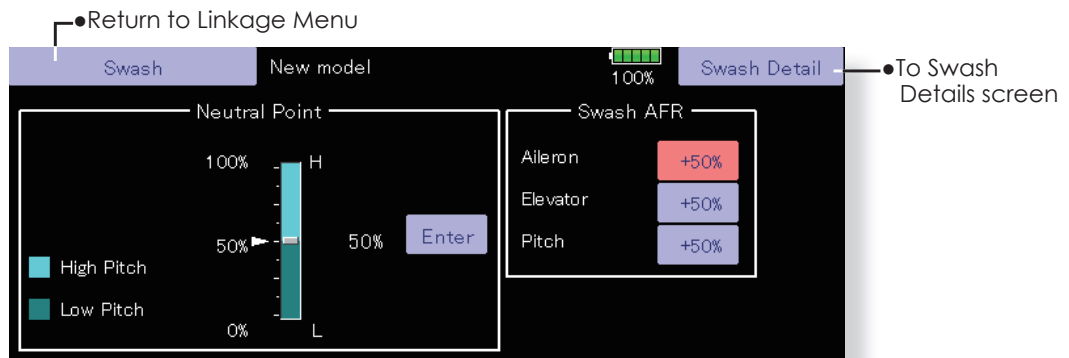 ●Return to Linkage Menu
Swash
New model
100%
Swash Detail
●To Swash
Details screen
Neutral Point
100%
H
50%
50%
Enter
High Pitch
Low Pitch
0%
L
Swash AFR
Aileron
+50%
Elevator
+50%
Pitch
+50%